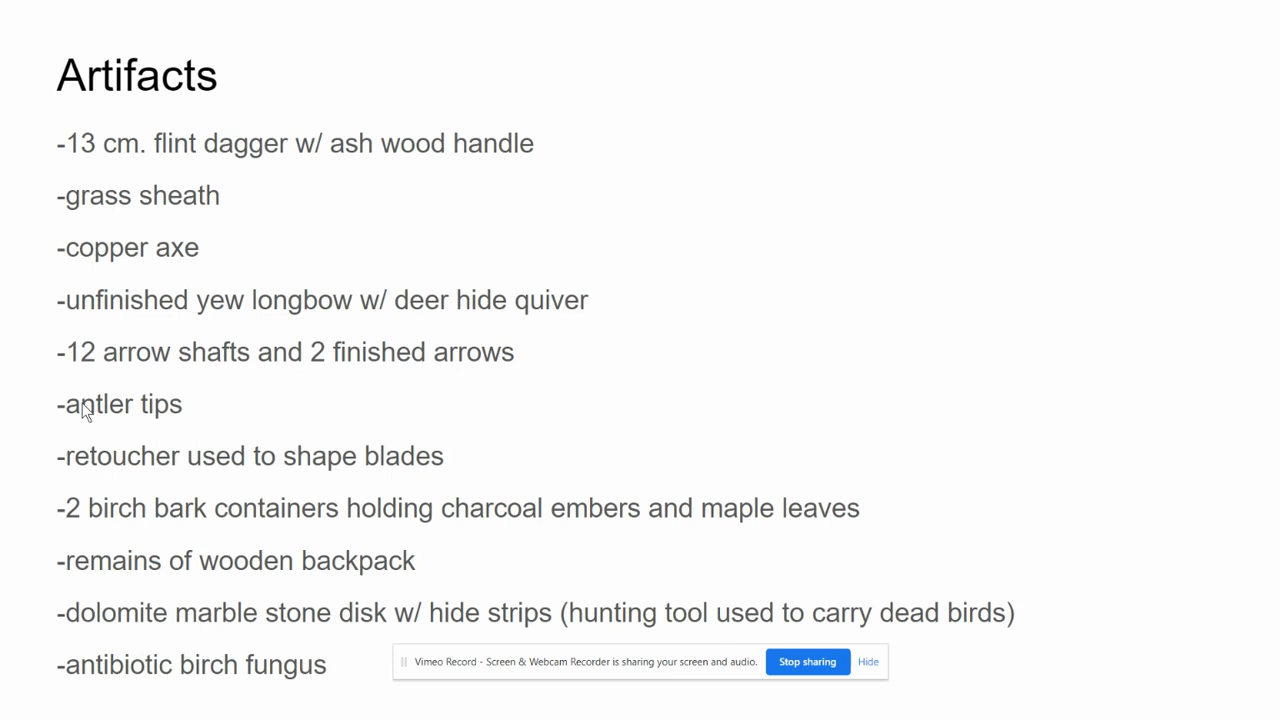 Artifacts
-13 cm. flint dagger w/ ash wood handle
-grass sheath
-copper axe
-unfinished yew longbow w/ deer hide quiver
-12 arrow shafts and 2 finished arrows
-antler tips
-retoucher used to shape blades
-2 birch bark containers holding charcoal embers and maple leaves
-remains of wooden backpack
-dolomite marble stone disk w/ hide strips (hunting tool used to carry dead birds)
-antibiotic birch fungus
Vimeo Record - Screen & Webcam Recorder is sharing your screen and audio. Stop sharing Hide